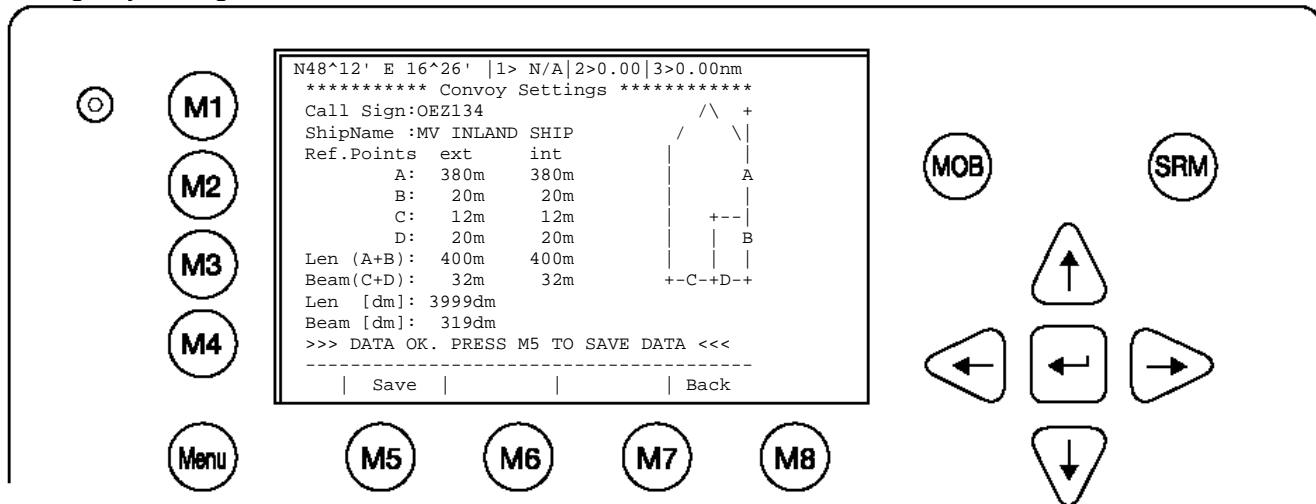 N48^12' E 16^26' |1> N/A|2>0.00|3>0.00nm
*********** Convoy Settings ************
Call Sign:OEZ134 /\ +
ShipName :MV INLAND SHIP / \|
Ref.Points ext int | |
A: 380m 380m | A
B: 20m 20m | |
C: 12m 12m | +--|
D: 20m 20m | | B
Len (A+B): 400m 400m | | |
Beam(C+D): 32m 32m +-C-+D-+
Len [dm]: 3999dm
Beam [dm]: 319dm
>>> DATA OK. PRESS M5 TO SAVE DATA <<<
-----------------------------------------
| Save | | | Back
M1
M2
M3
M4
MOB
SRM
Menu
M5
M6
M7
M8